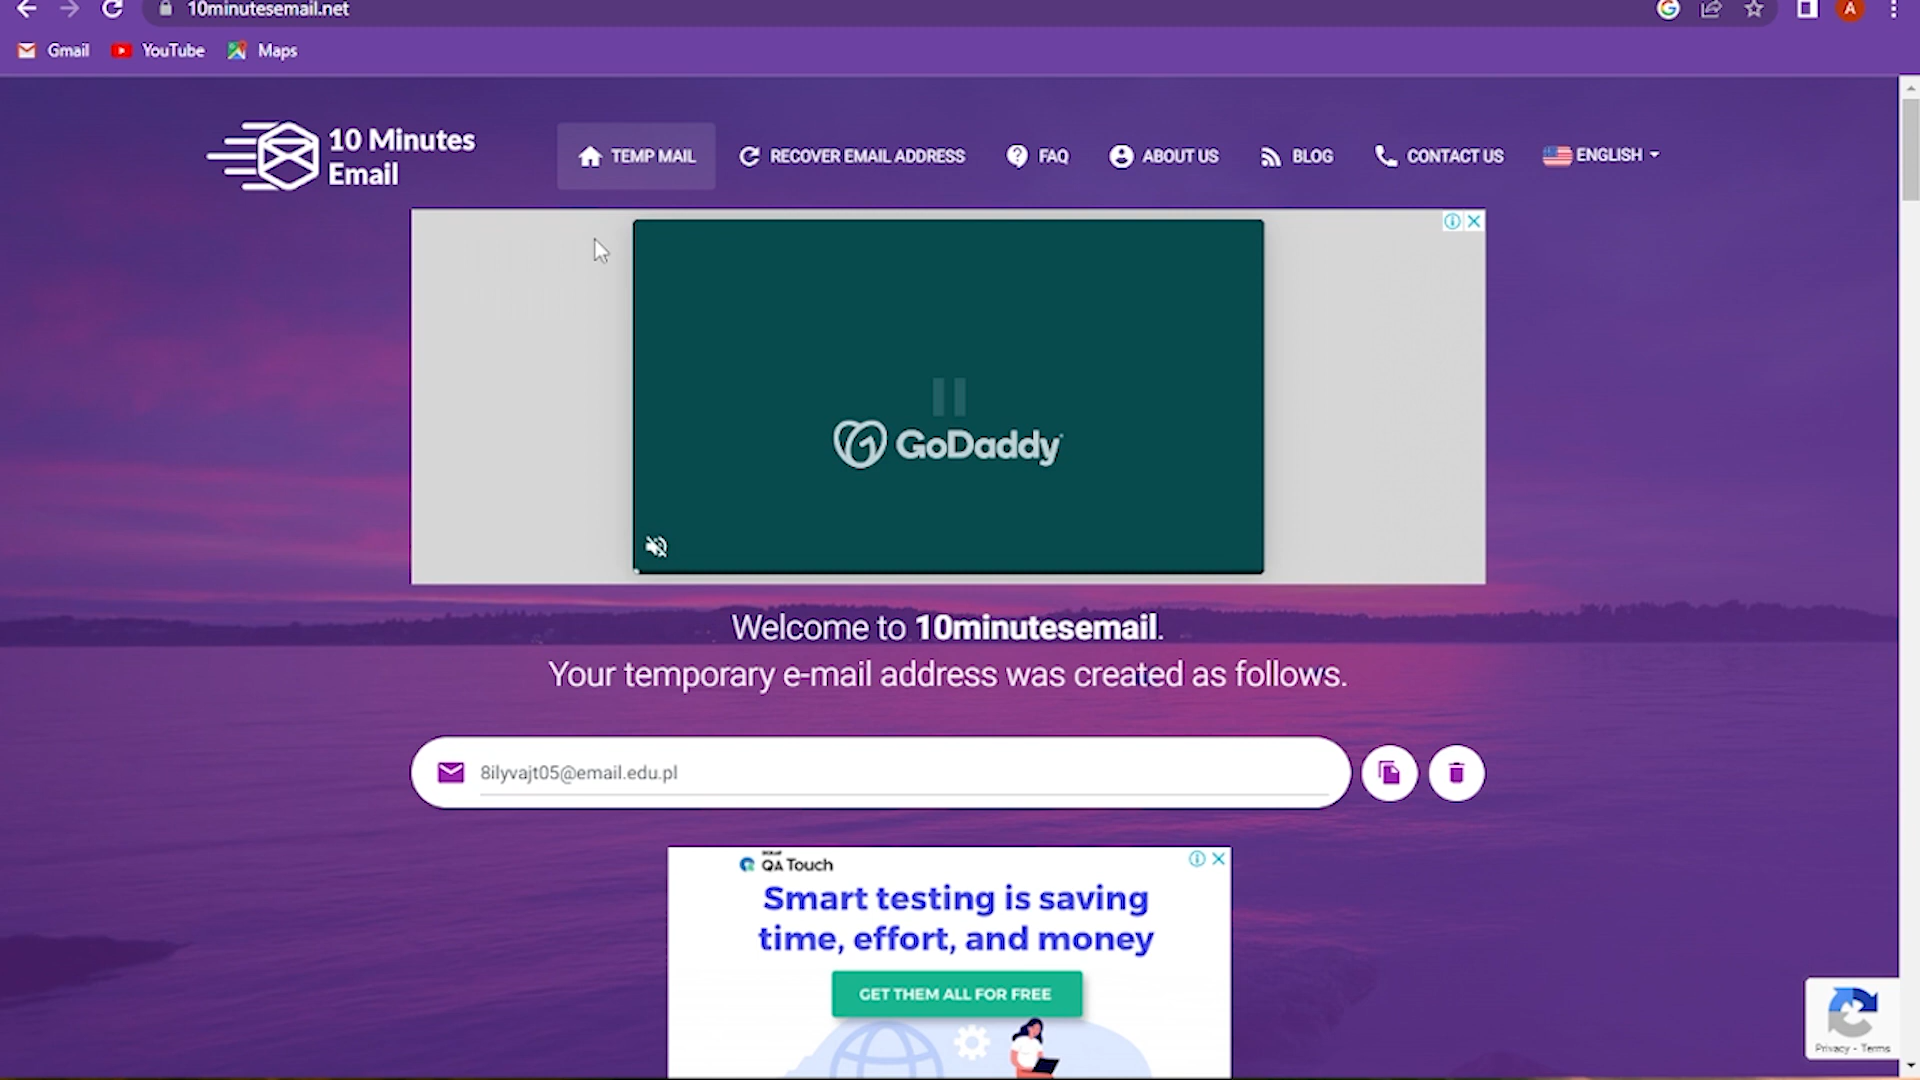 10minutesemail.net
A
Gmail
YouTube
Maps
10 Minutes
Email
TEMP MAIL
RECOVER EMAIL ADDRESS
FAQ
ABOUT US
BLOG
CONTACT US
ENGLISH
GoDaddy
Welcome to 10minutesemail.
Your temporary e-mail address was created as follows.
8ilyvajt05@email.edu.pl
QA Touch
Smart testing is saving
time, effort, and money
GET THEM ALL FOR FREE
Privacy - Terms